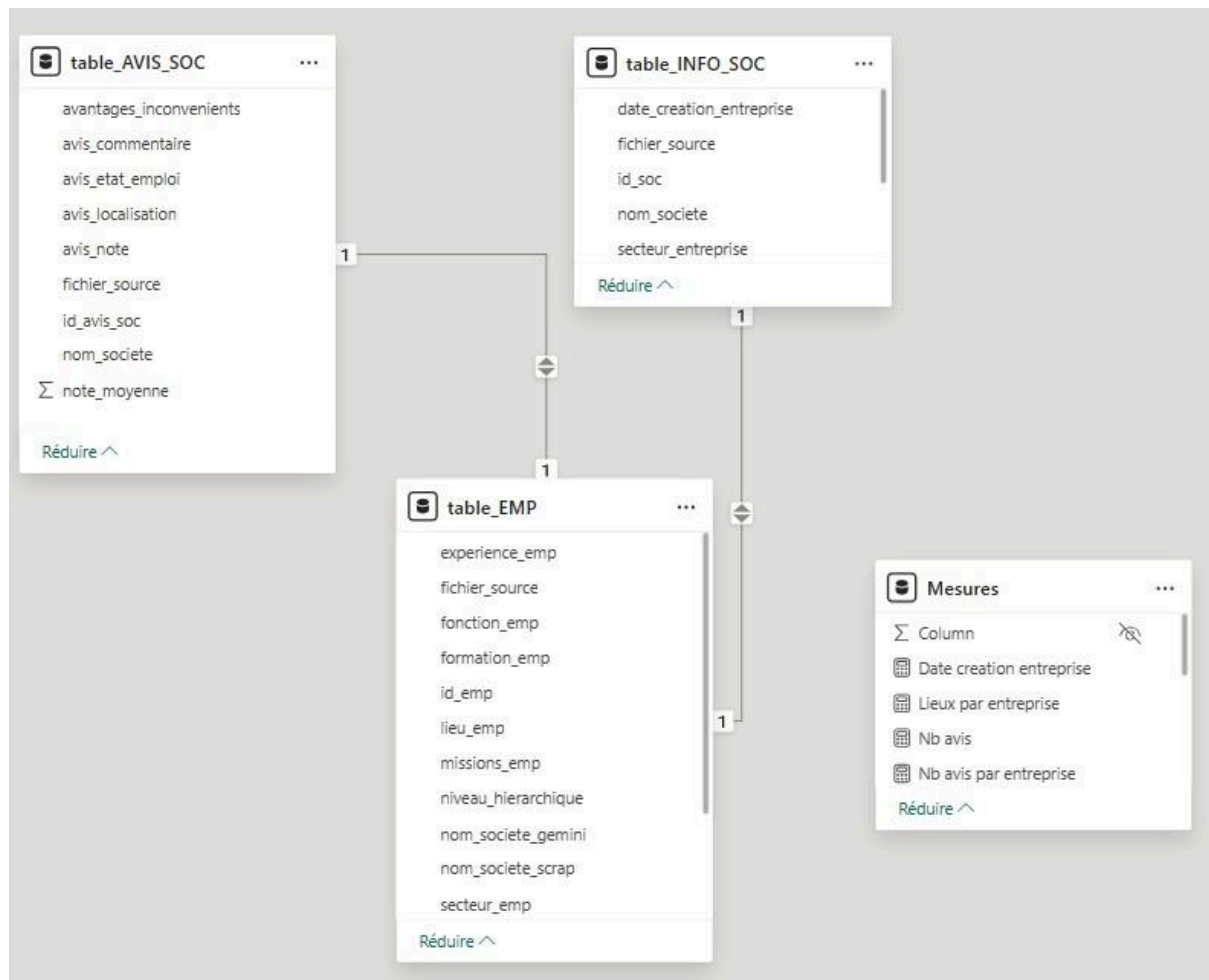 table_AVIS_SOC
...
avantages_inconvenients
avis_commentaire
avis_etat_emploi
avis_localisation
avis_note
fichier_source
id_avis_soc
nom_societe
Σ note_moyenne
Réduire
table_INFO_SOC
...
date_creation_entreprise
fichier_source
id_soc
nom_societe
secteur_entreprise
Réduire
1
1
1
1
table_EMP
...
experience_emp
fichier_source
fonction_emp
formation_emp
id_emp
lieu_emp
missions_emp
niveau_hierarchique
nom_societe_gemini
nom_societe_scrap
secteur_emp
Réduire
Mesures
...
Σ Column
Date creation entreprise
Lieux par entreprise
Nb avis
Nb avis par entreprise
Réduire